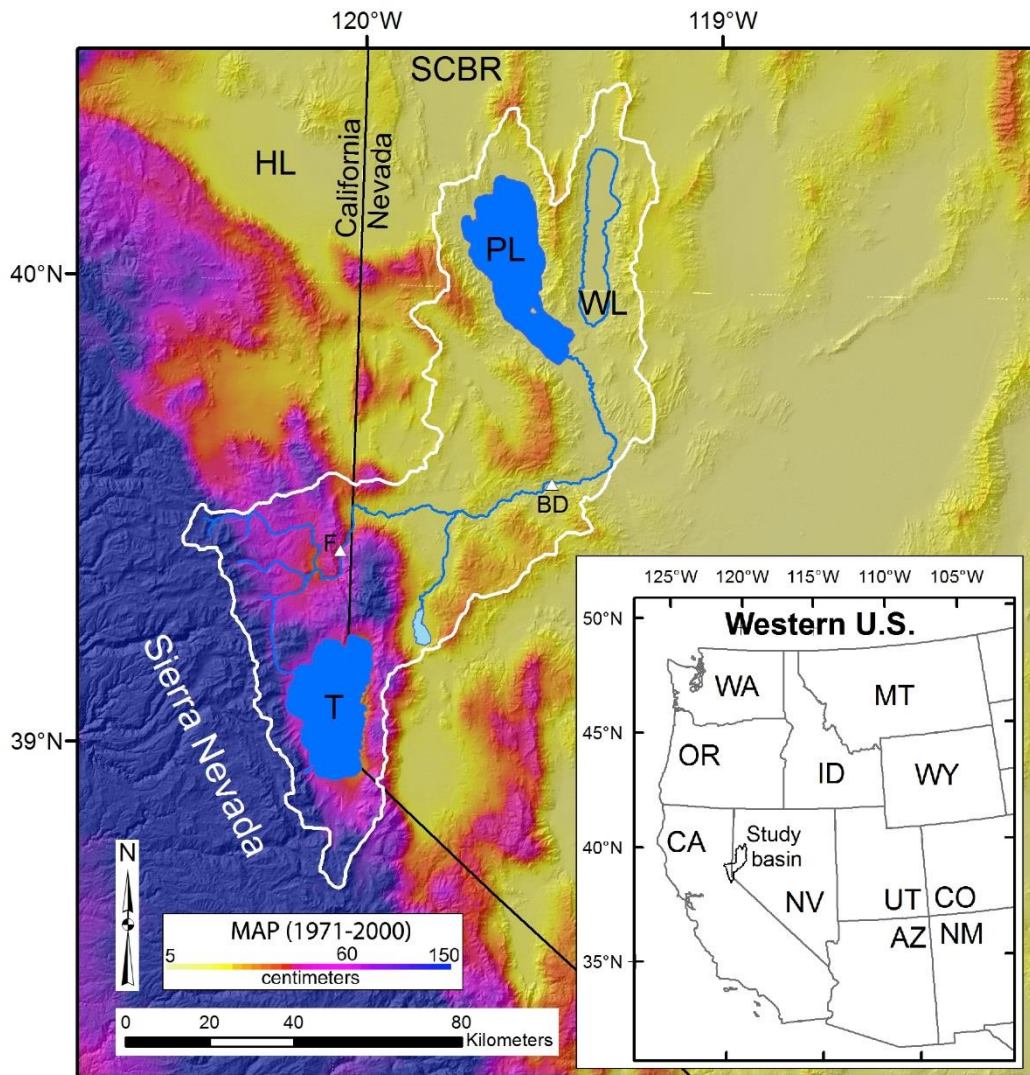 120°W
119°W
SCBR
HL
California
Nevada
PL
40°N
WL
BD
F
T
39°N
Sierra Nevada
N
MAP (1971-2000)
5
60
150
centimeters
0
20
40
80
Kilometers
125°W
120°W
115°W
110°W
105°W
50°N
Western U.S.
WA
MT
45°N
OR
ID
WY
40°N
CA
Study
basin
NV
UT
CO
AZ
NM
35°N